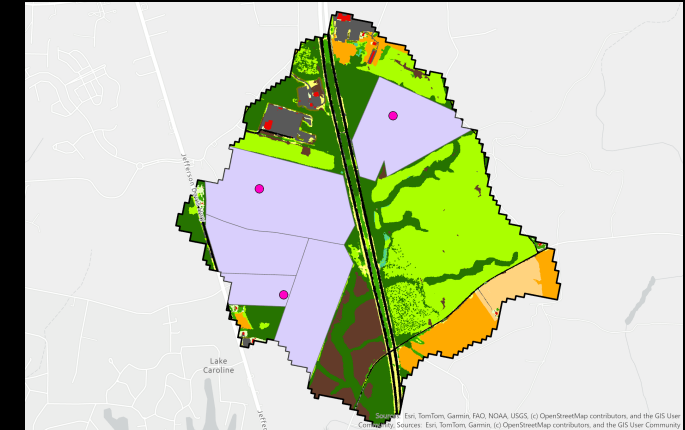 Jefferson
Lake
Caroline
Jeffe
Sources: Esri, TomTom, Garmin, FAO, NOAA, USGS, (c) OpenStreetMap contributors, and the GIS User
Community, Sources: Esri, TomTom, Garmin, (c) OpenStreetMap contributors, and the GIS User Community